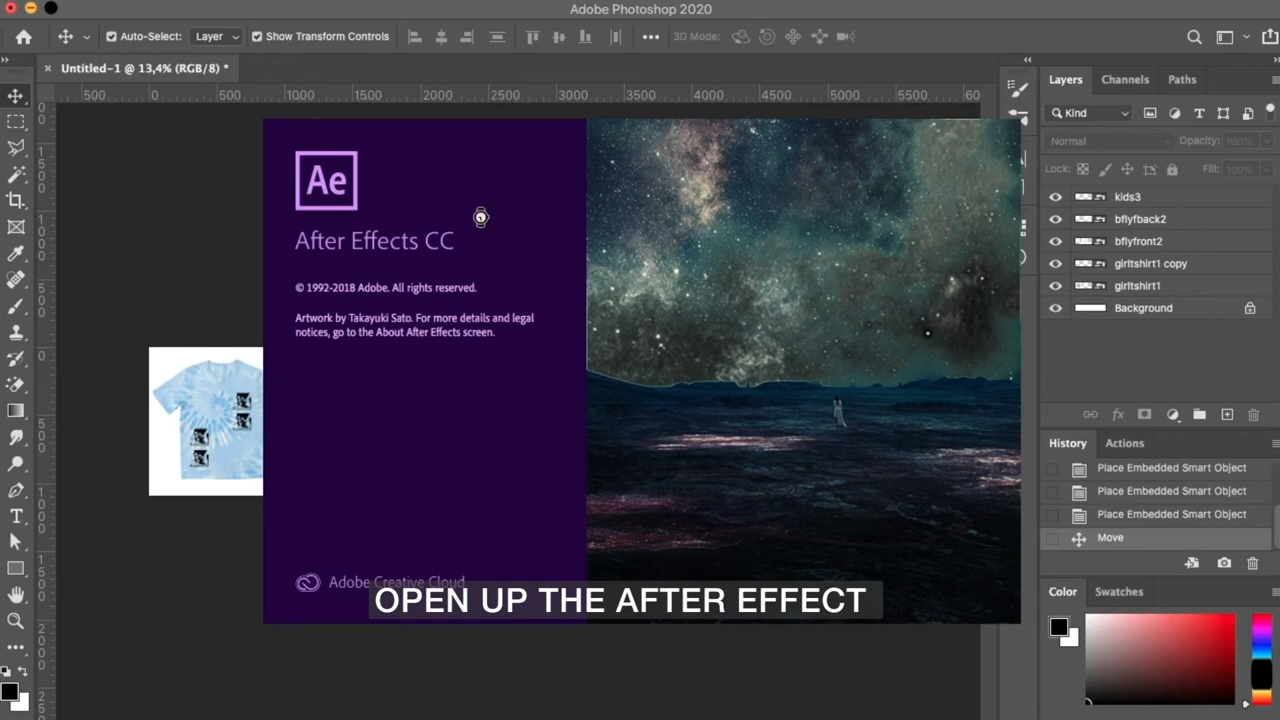 Adobe Photoshop 2020
Auto-Select: Layer Show Transform Controls 3D Mode:
Untitled-1 @ 13,4% (RGB/8) *
500 0 500 1000 1500 2000 2500 3000 3500 4000 4500 5000 5500 60
Layers Channels Paths
Kind
Normal Opacity: 100%
Lock: Fill: 100%
kids3
bflyfback2
bflyfront2
girltshirt1 copy
girltshirt1
Background
Ae
After Effects CC
© 1992-2018 Adobe. All rights reserved.
Artwork by Takayuki Sato. For more details and legal
notices, go to the About After Effects screen.
Adobe Creative Cloud
OPEN UP THE AFTER EFFECT
History Actions
Place Embedded Smart Object
Place Embedded Smart Object
Place Embedded Smart Object
Move
Color Swatches